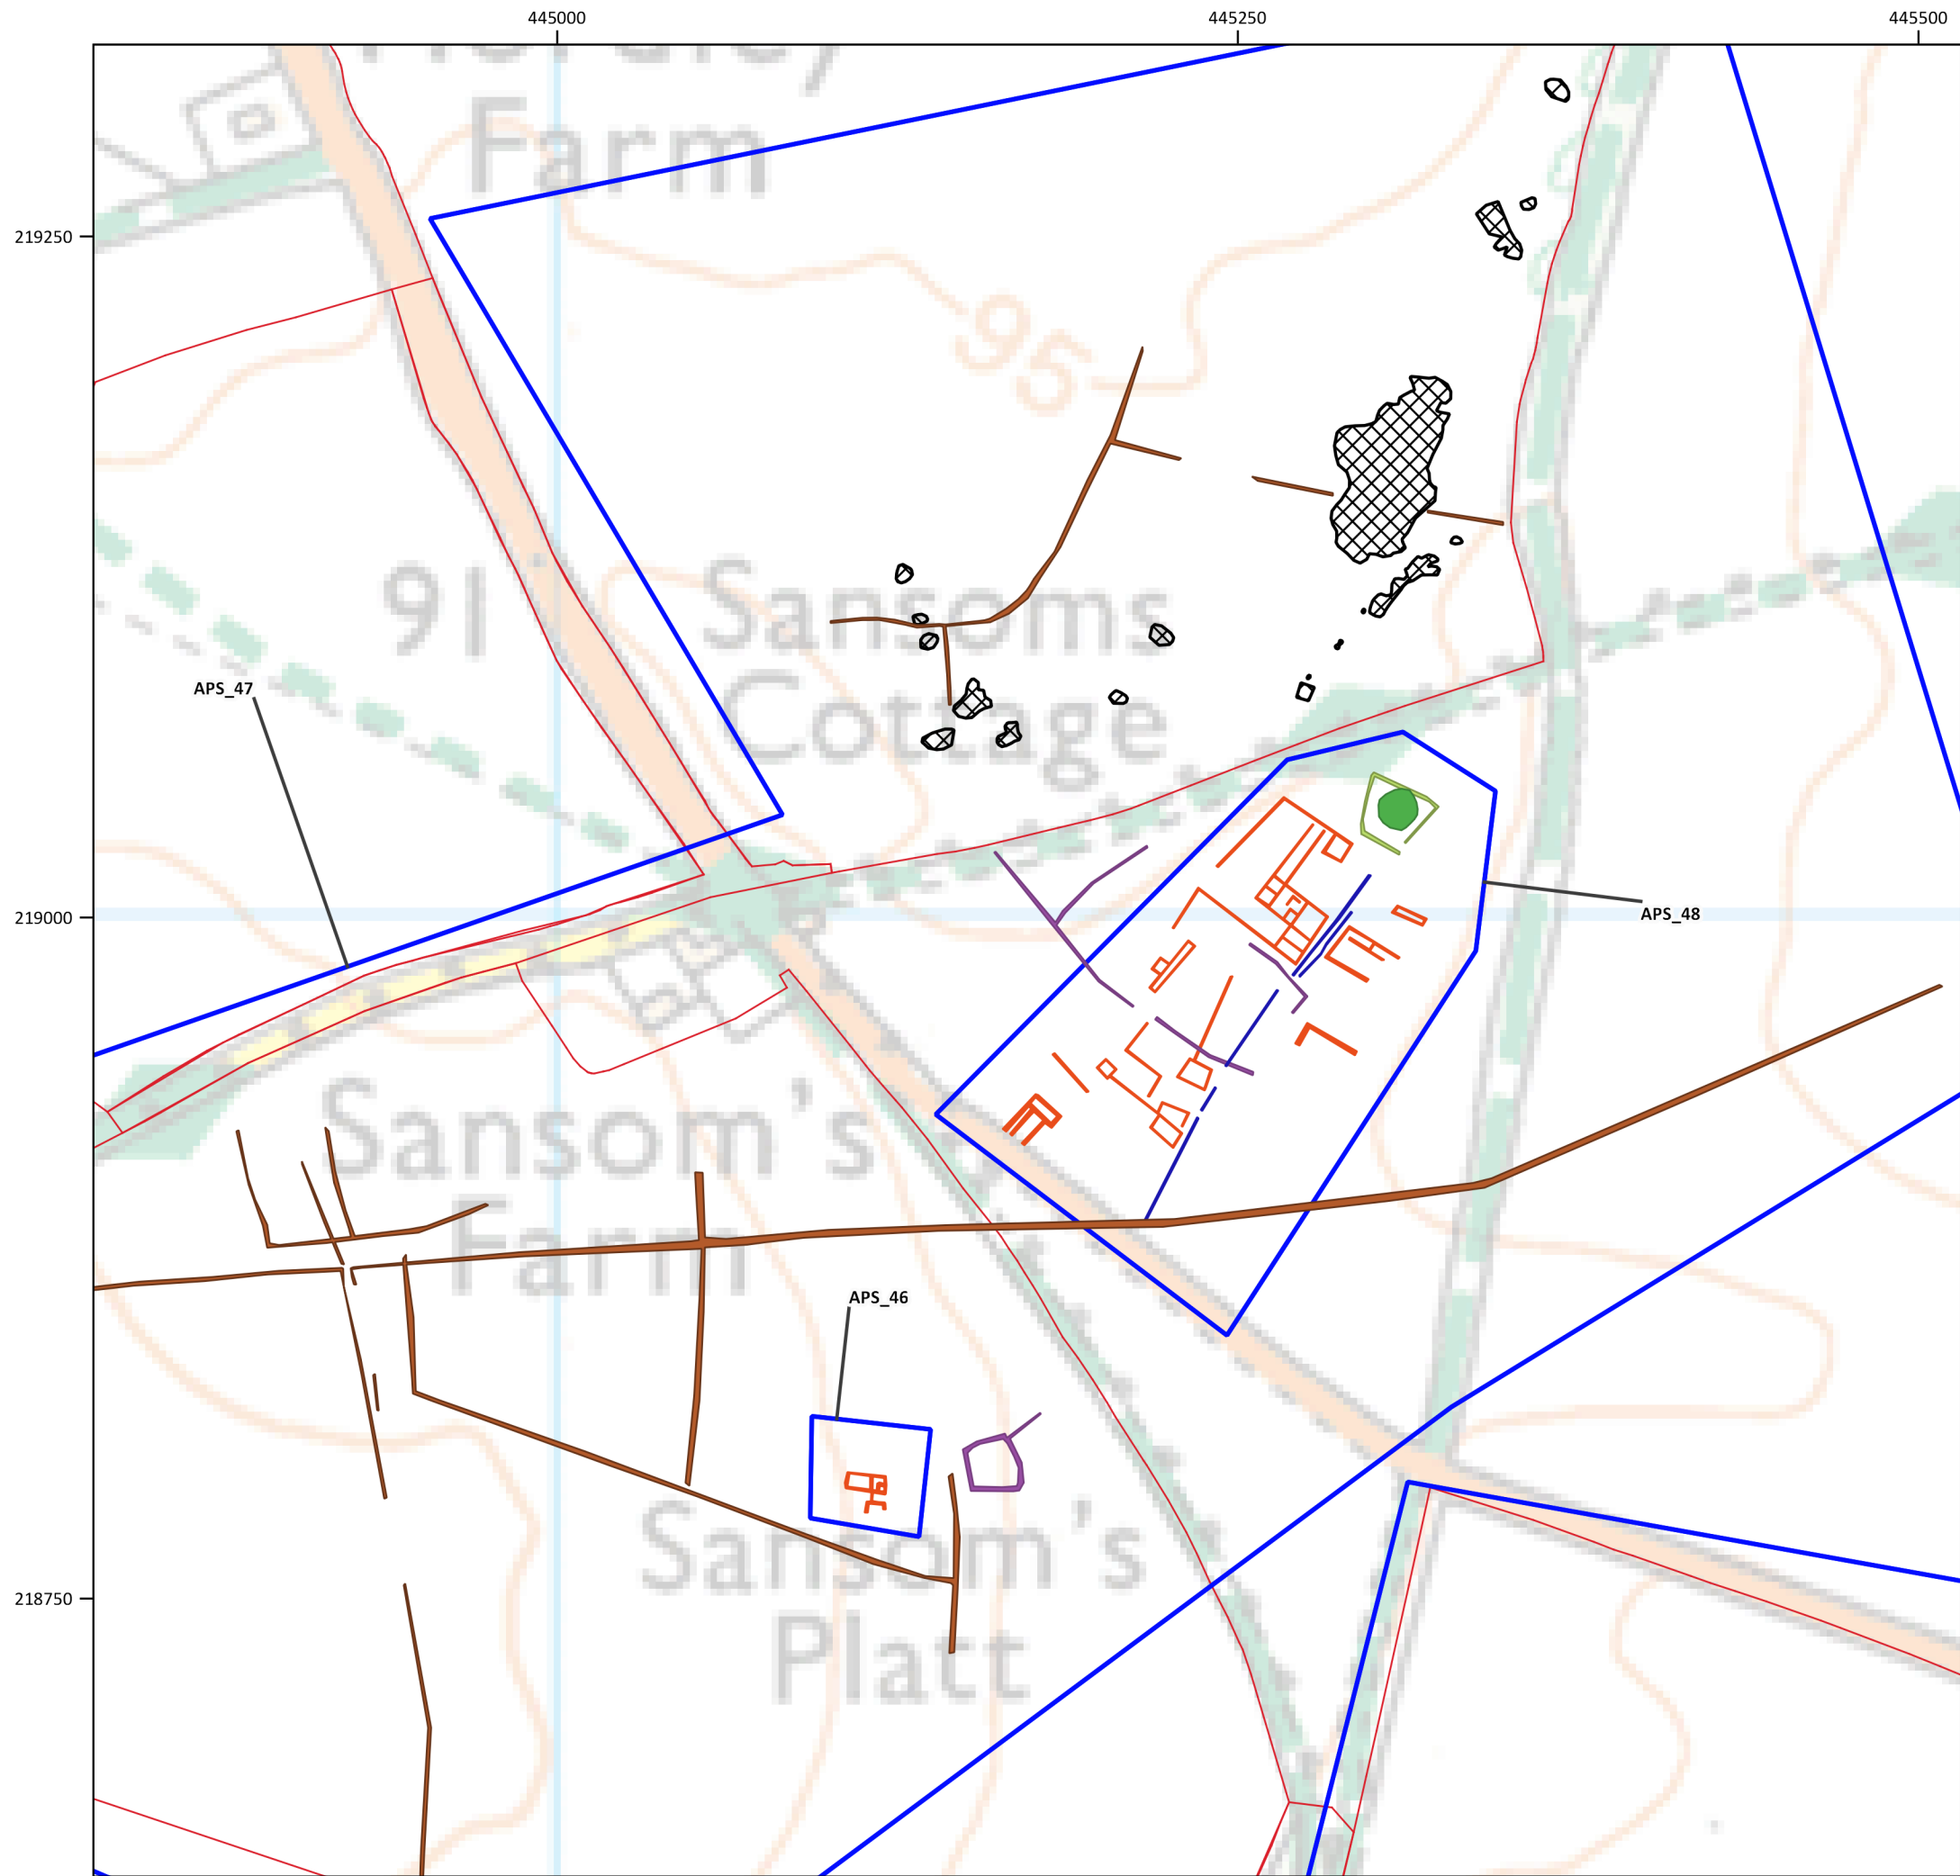 445000
445250
445500
Farm
219250
95
91
Sansoms
Cottage
APS_47
219000
APS_48
Sansom's
Farm
APS_46
Sansom's
Platt
218750